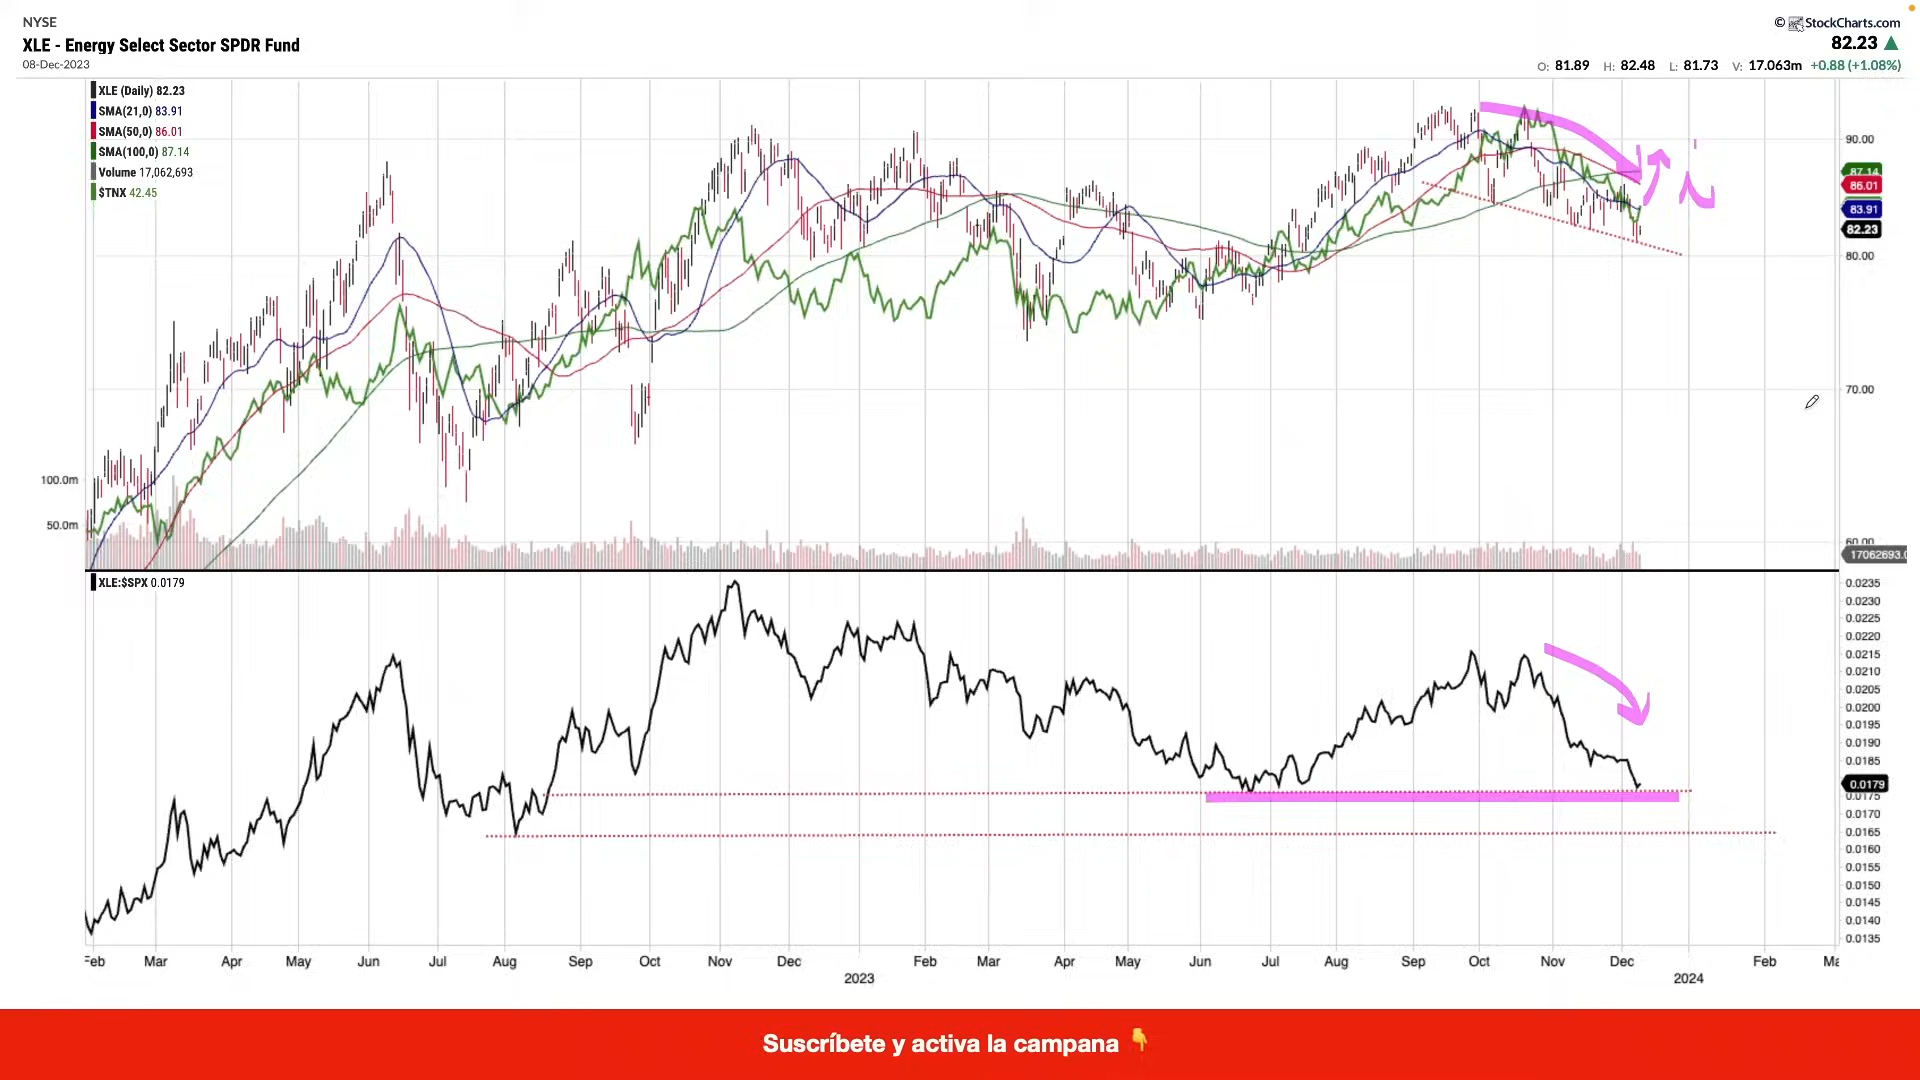 NYSE
© StockCharts.com
XLE - Energy Select Sector SPDR Fund
82.23
08-Dec-2023
O: 81.89 H: 82.48 L: 81.73 V: 17.063m +0.88 (+1.08%)
XLE (Daily) 82.23
SMA(21,0) 83.91
SMA(50,0) 86.01
SMA(100,0) 87.14
Volume 17,062,693
$TNX 42.45
90.00
87.14
86.01
83.91
82.23
80.00
70.00
60.00
100.0m
50.0m
17062693.0
XLE:$SPX 0.0179
0.0235
0.0230
0.0225
0.0220
0.0215
0.0210
0.0205
0.0200
0.0195
0.0190
0.0185
0.0179
0.0175
0.0170
0.0165
0.0160
0.0155
0.0150
0.0145
0.0140
0.0135
Feb Mar Apr May Jun Jul Aug Sep Oct Nov Dec 2023 Feb Mar Apr May Jun Jul Aug Sep Oct Nov Dec 2024 Feb Ma
Suscríbete y activa la campana 👇